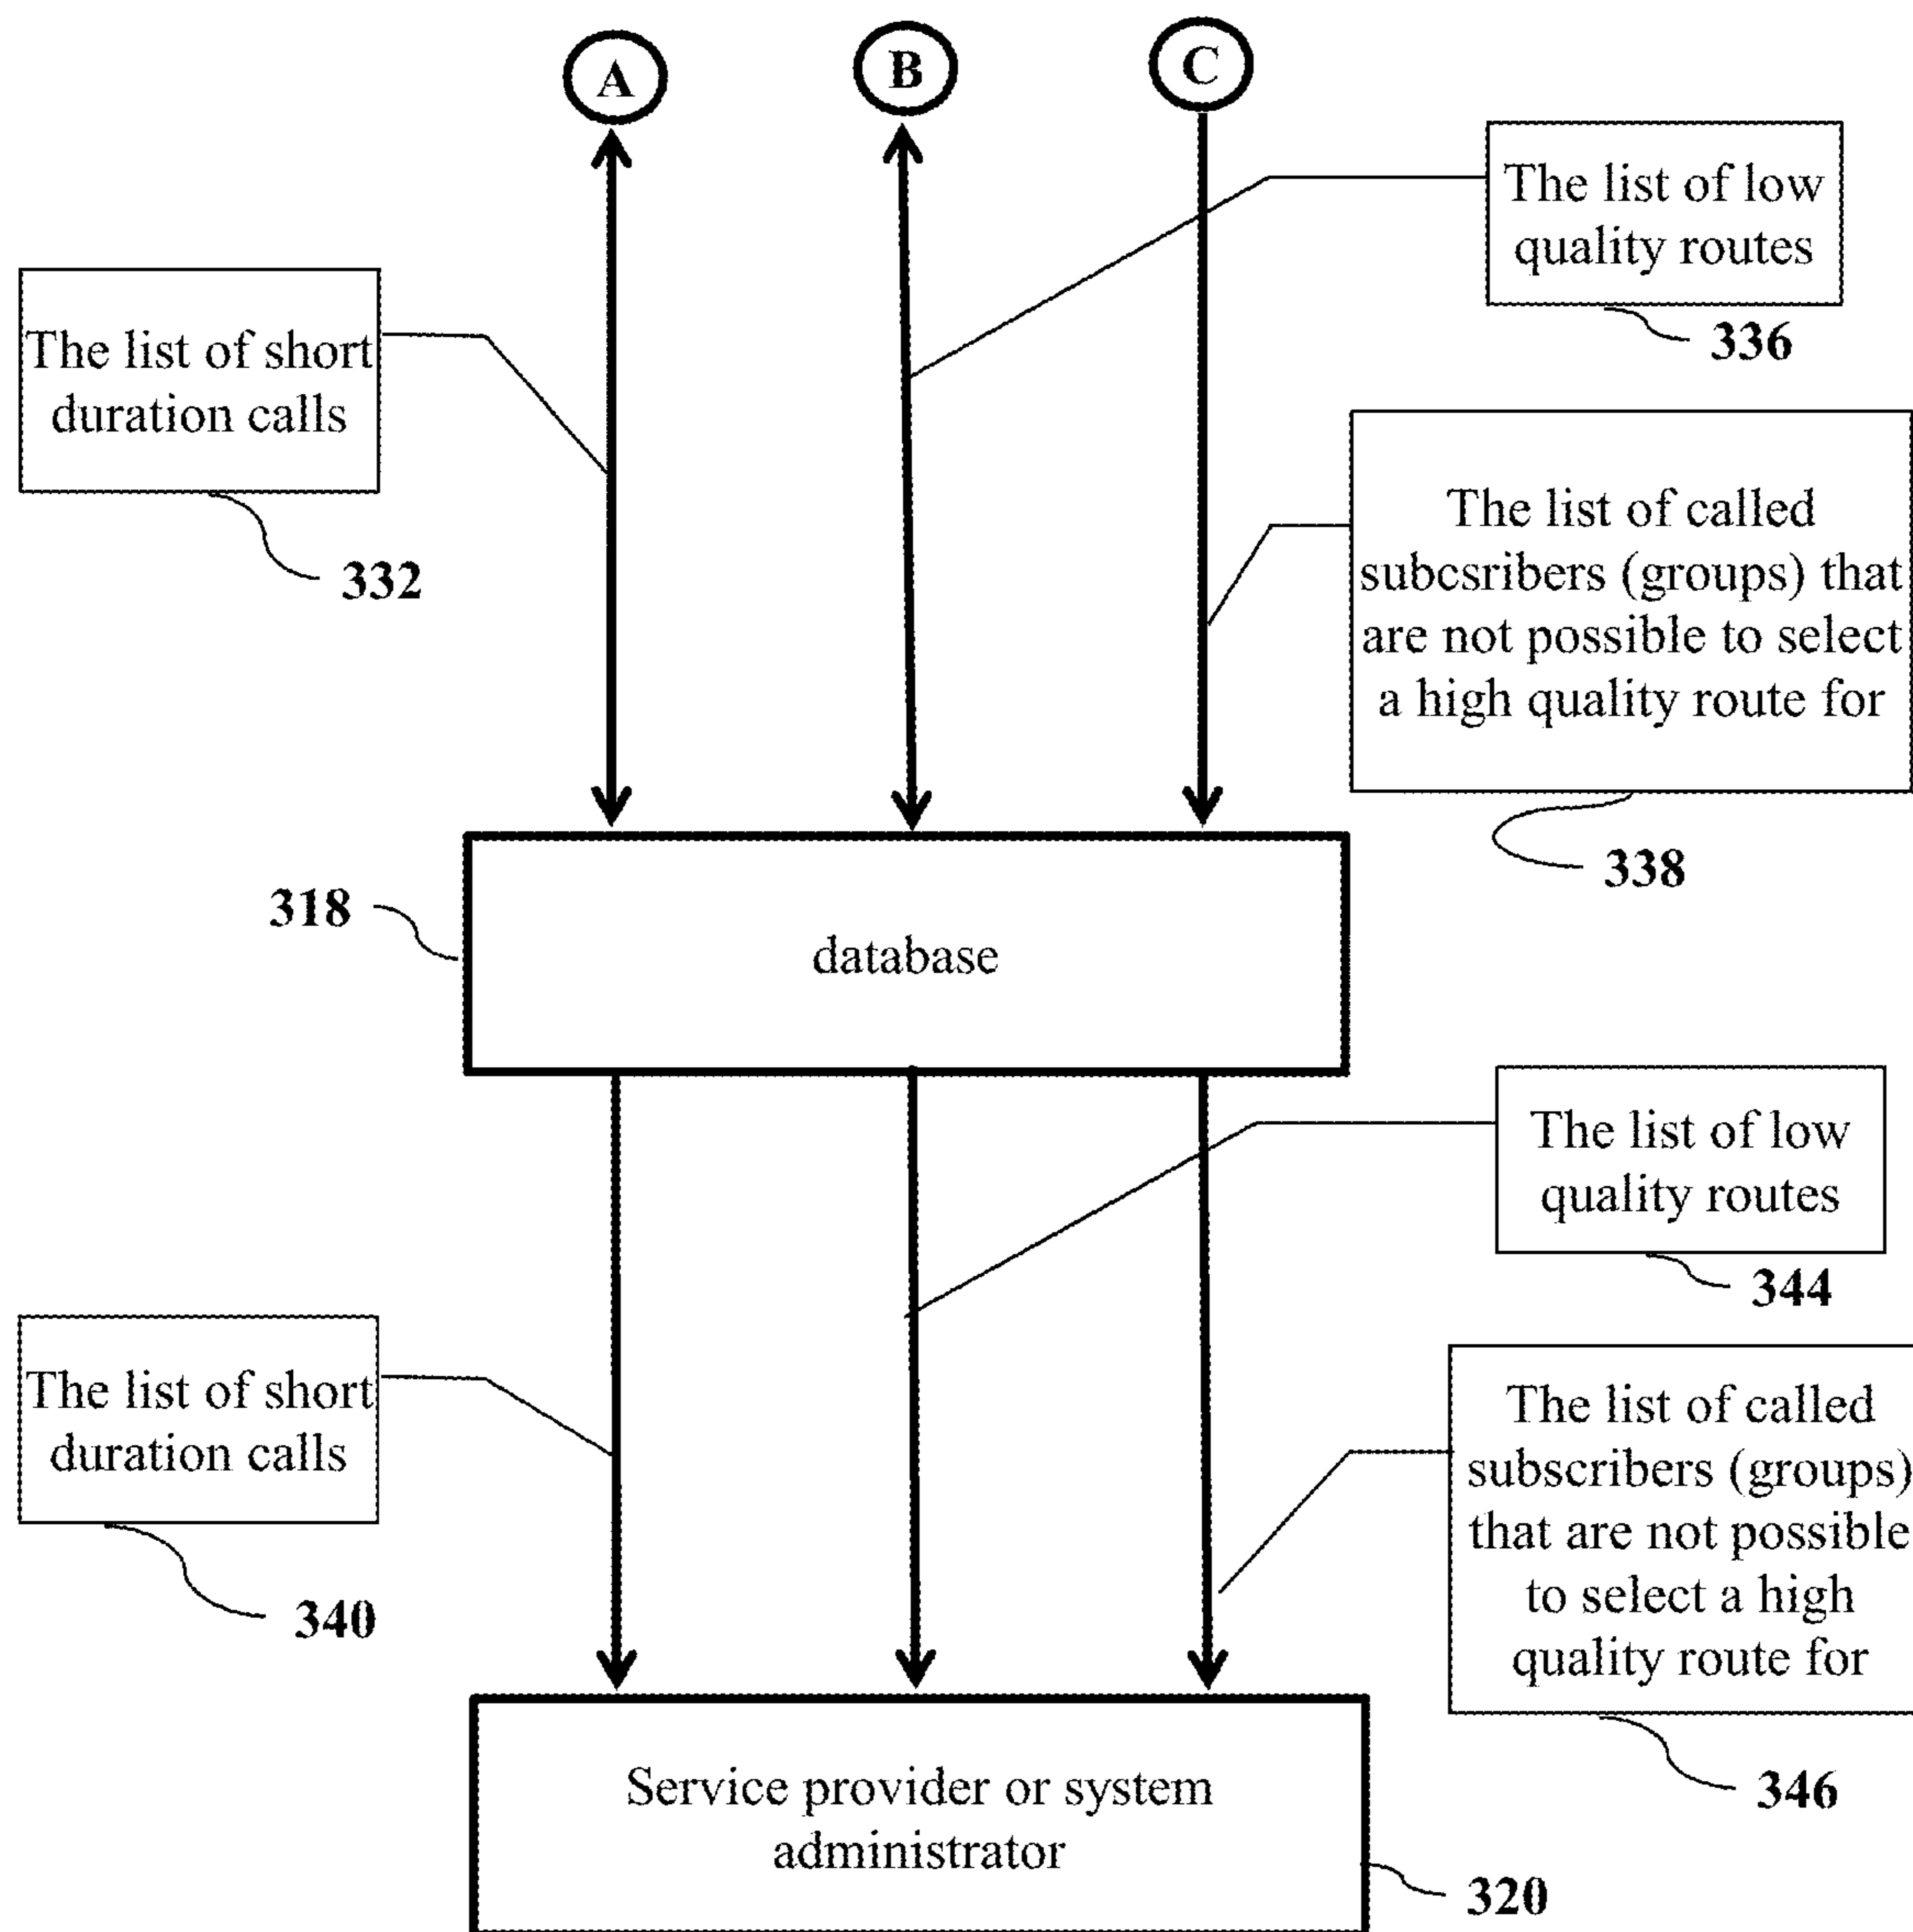 A
B
C
The list of low
quality routes
336
The list of short
duration calls
332
The list of called
subcsribers (groups) that
are not possible to select
a high quality route for
338
318
database
The list of low
quality routes
344
The list of short
duration calls
340
The list of called
subscribers (groups)
that are not possible
to select a high
quality route for
346
Service provider or system
administrator
320